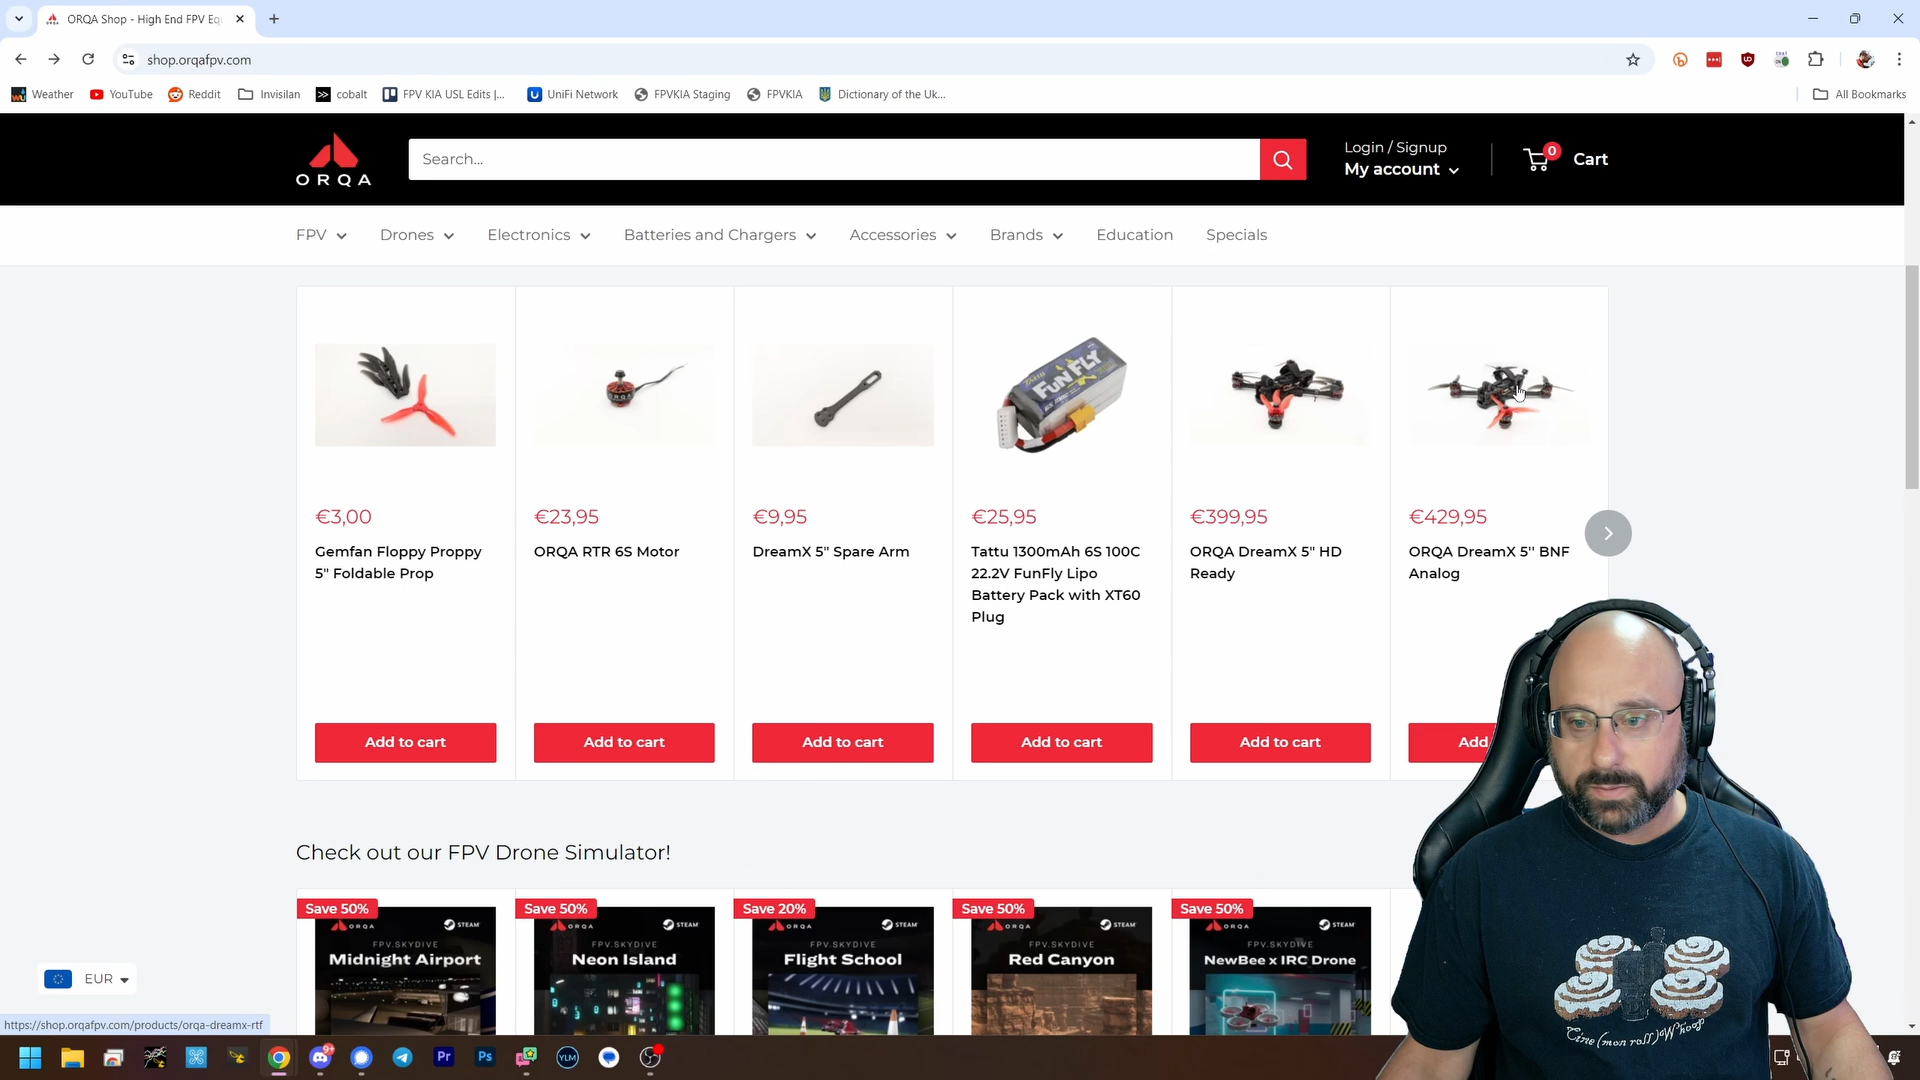 ORQA Shop - High End FPV Eq
shop.orqafpv.com
Weather
YouTube
Reddit
Invisilan
cobalt
FPV KIA USL Edits |...
UniFi Network
FPVKIA Staging
FPVKIA
Dictionary of the Uk...
All Bookmarks
ORQA
Search...
Login / Signup
My account
0
Cart
FPV
Drones
Electronics
Batteries and Chargers
Accessories
Brands
Education
Specials
€3,00
Gemfan Floppy Proppy
5" Foldable Prop
Add to cart
€23,95
ORQA RTR 6S Motor
Add to cart
€9,95
DreamX 5" Spare Arm
Add to cart
FUNFLY
€25,95
Tattu 1300mAh 6S 100C
22.2V FunFly Lipo
Battery Pack with XT60
Plug
Add to cart
€399,95
ORQA DreamX 5" HD
Ready
Add to cart
€429,95
ORQA DreamX 5'' BNF
Analog
Add
Check out our FPV Drone Simulator!
Save 50%
ORQA
STEAM
FPV.SKYDIVE
Midnight Airport
Save 50%
ORQA
STEAM
FPV.SKYDIVE
Neon Island
Save 20%
ORQA
STEAM
FPV.SKYDIVE
Flight School
Save 50%
ORQA
STEAM
FPV.SKYDIVE
Red Canyon
Save 50%
ORQA
STEAM
FPV.SKYDIVE
NewBee x IRC Drone
EUR
https://shop.orqafpv.com/products/orqa-dreamx-rtf
9+
Pr
Ps
YLM